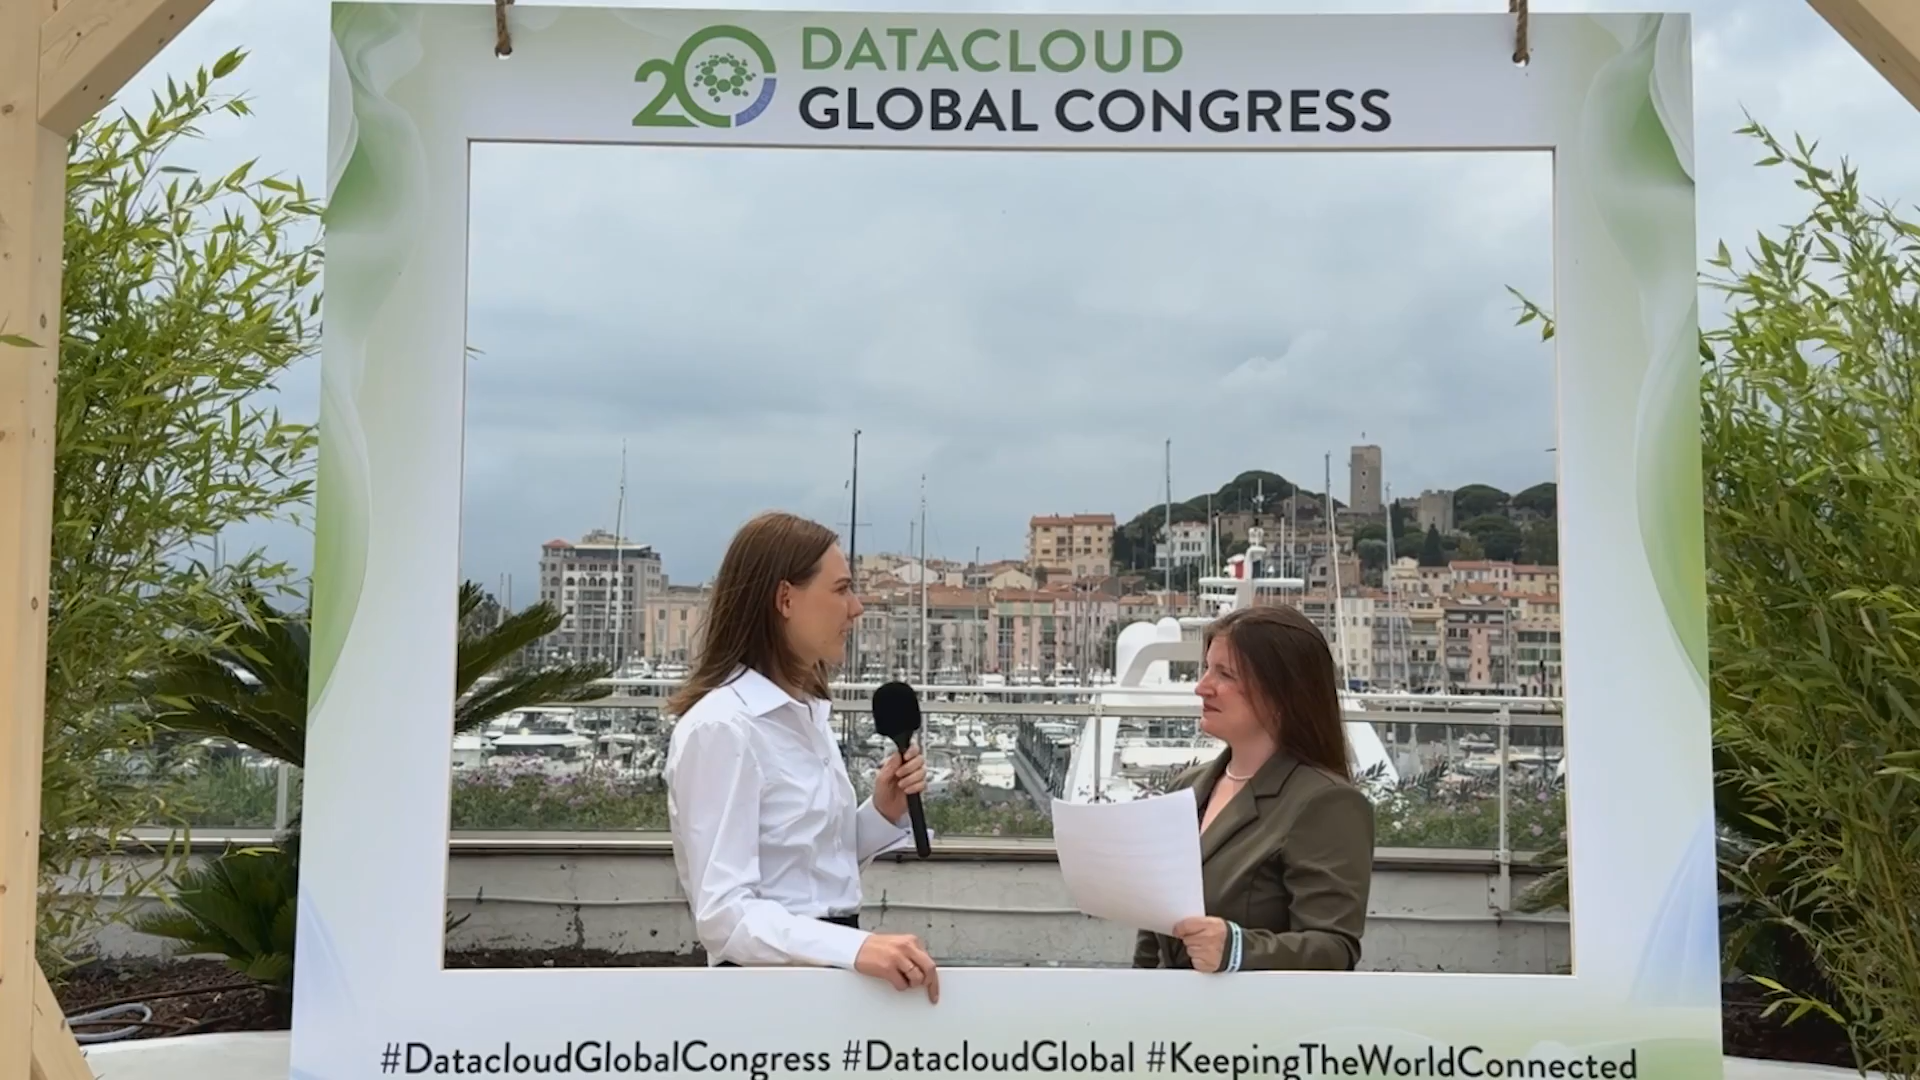 20 DATACLOUD
GLOBAL CONGRESS
#DatacloudGlobalCongress #DatacloudGlobal #KeepingTheWorldConnected